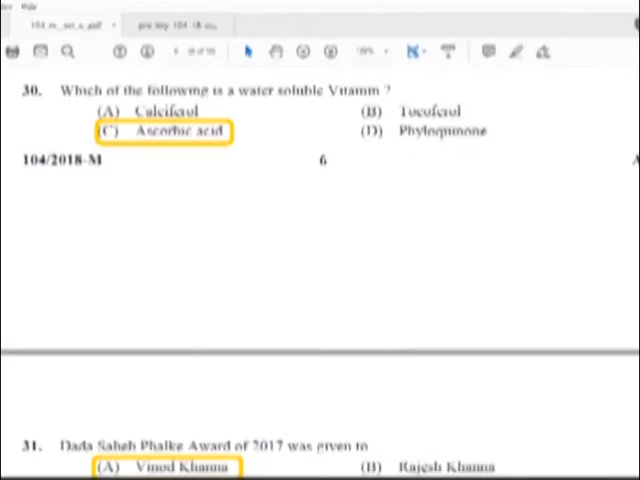 30. Which of the following is a water soluble Vitamin ?
(A) Calciferol (B) Tocoferol
(C) Ascorbic acid (D) Phyloquinone
104/2018-M 6 A
31. Dada Saheb Phalke Award of 2017 was given to
(A) Vinod Khanna (B) Rajesh Khanna